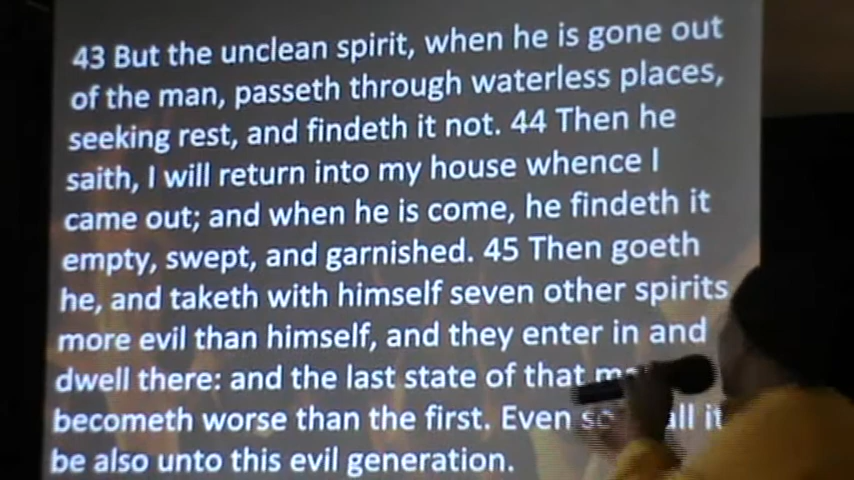 43 But the unclean spirit, when he is gone out
of the man, passeth through waterless places,
seeking rest, and findeth it not. 44 Then he
saith, I will return into my house whence I
came out; and when he is come, he findeth it
empty, swept, and garnished. 45 Then goeth
he, and taketh with himself seven other spirits
more evil than himself, and they enter in and
dwell there: and the last state of that
becometh worse than the first. Even it
be also unto this evil generation.